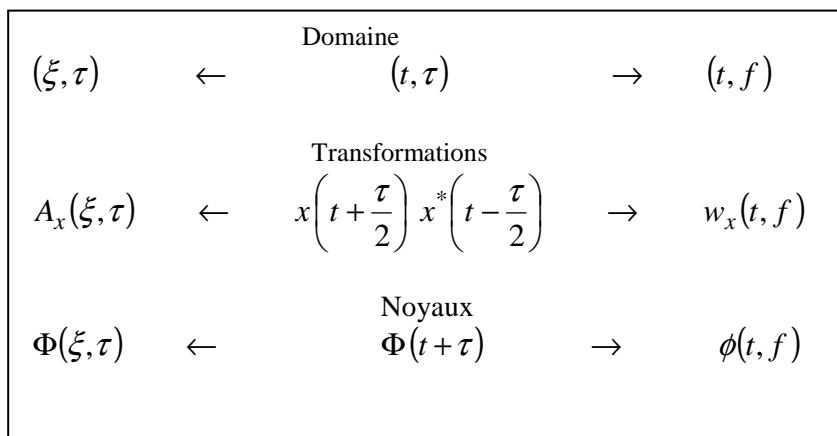 Domaine
(ξ,τ) ← (t,τ) → (t, f)
Transformations
A_x(ξ,τ) ← x(t + τ/2) x*(t − τ/2) → w_x(t, f)
Noyaux
Φ(ξ,τ) ← Φ(t + τ) → ϕ(t, f)